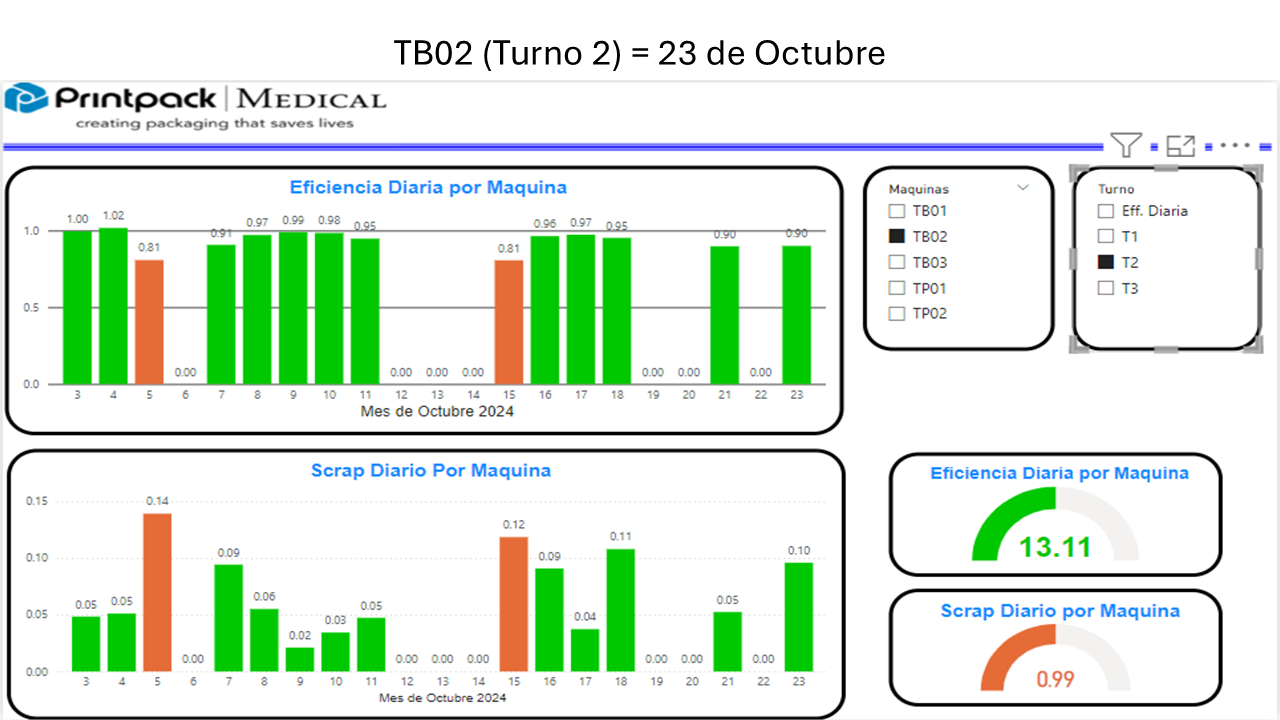 TB02 (Turno 2) = 23 de Octubre
Printpack | MEDICAL
creating packaging that saves lives
Eficiencia Diaria por Maquina
1.00 1.02 0.81 0.00 0.91 0.97 0.99 0.98 0.95 0.00 0.00 0.00 0.81 0.96 0.97 0.95 0.00 0.00 0.90 0.00 0.90
1.0
0.5
0.0
3 4 5 6 7 8 9 10 11 12 13 14 15 16 17 18 19 20 21 22 23
Mes de Octubre 2024
Maquinas
TB01
TB02
TB03
TP01
TP02
Turno
Eff. Diaria
T1
T2
T3
Scrap Diario Por Maquina
0.15
0.10
0.05
0.00
0.05 0.05 0.14 0.00 0.09 0.06 0.02 0.03 0.05 0.00 0.00 0.00 0.12 0.09 0.04 0.11 0.00 0.00 0.05 0.00 0.10
3 4 5 6 7 8 9 10 11 12 13 14 15 16 17 18 19 20 21 22 23
Mes de Octubre 2024
Eficiencia Diaria por Maquina
13.11
Scrap Diario por Maquina
0.99